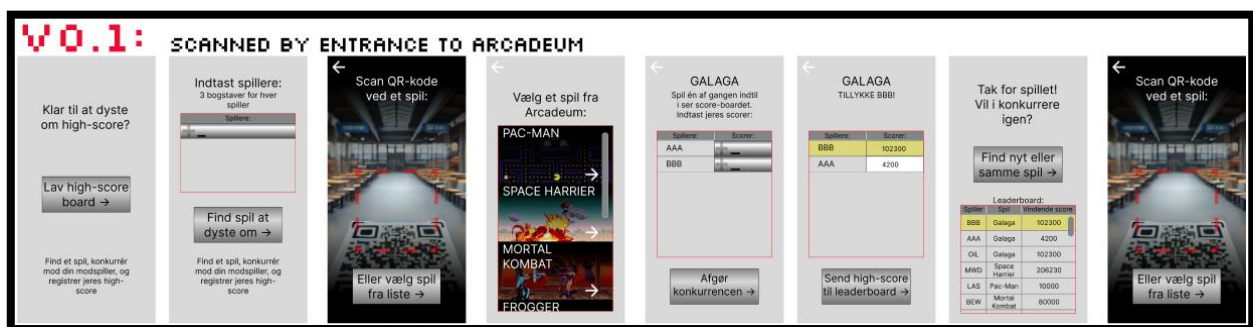 V0.1: SCANNED BY ENTRANCE TO ARCADEUM
Klar til at dyste
om high-score?
Lav high-score
board →
Find et spil, konkurrér
mod din modspiller, og
registrer jeres high-
score
Indtast spillere:
3 bogstaver for hver
spiller
Spillere:
Find spil at
dyste om →
Find et spil, konkurrér
mod din modspiller, og
registrer jeres high-
score
←
Scan QR-kode
ved et spil:
Eller vælg spil
fra liste →
←
Vælg et spil fra
Arcadeum:
PAC-MAN
→
SPACE HARRIER
→
MORTAL
KOMBAT
→
FROGGER
←
GALAGA
Spil én af gangen indtil
i ser score-boardet.
Indtast jeres scorer:
Spillere: Scorer:
AAA
BBB
Afgør
konkurrencen →
←
GALAGA
TILLYKKE BBB!
Spillere: Scorer:
BBB 102300
AAA 4200
Send high-score
til leaderboard →
Tak for spillet!
Vil i konkurrere
igen?
Find nyt eller
samme spil →
Leaderboard:
Spiller Spil Vindende score
BBB Galaga 102300
AAA Galaga 4200
OIL Galaga 102300
MWD Space Harrier 206230
LAS Pac-Man 10000
BEW Mortal Kombat 80000
←
Scan QR-kode
ved et spil:
Eller vælg spil
fra liste →